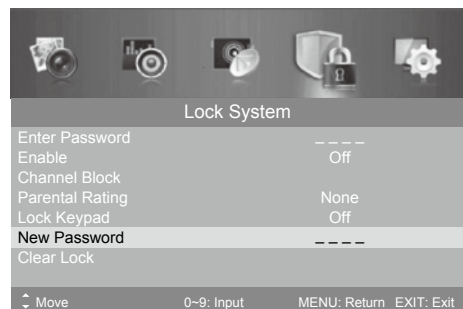 Lock System
Enter Password _ _ _ _
Enable Off
Channel Block
Parental Rating None
Lock Keypad Off
New Password _ _ _ _
Clear Lock
Move 0~9: Input MENU: Return EXIT: Exit